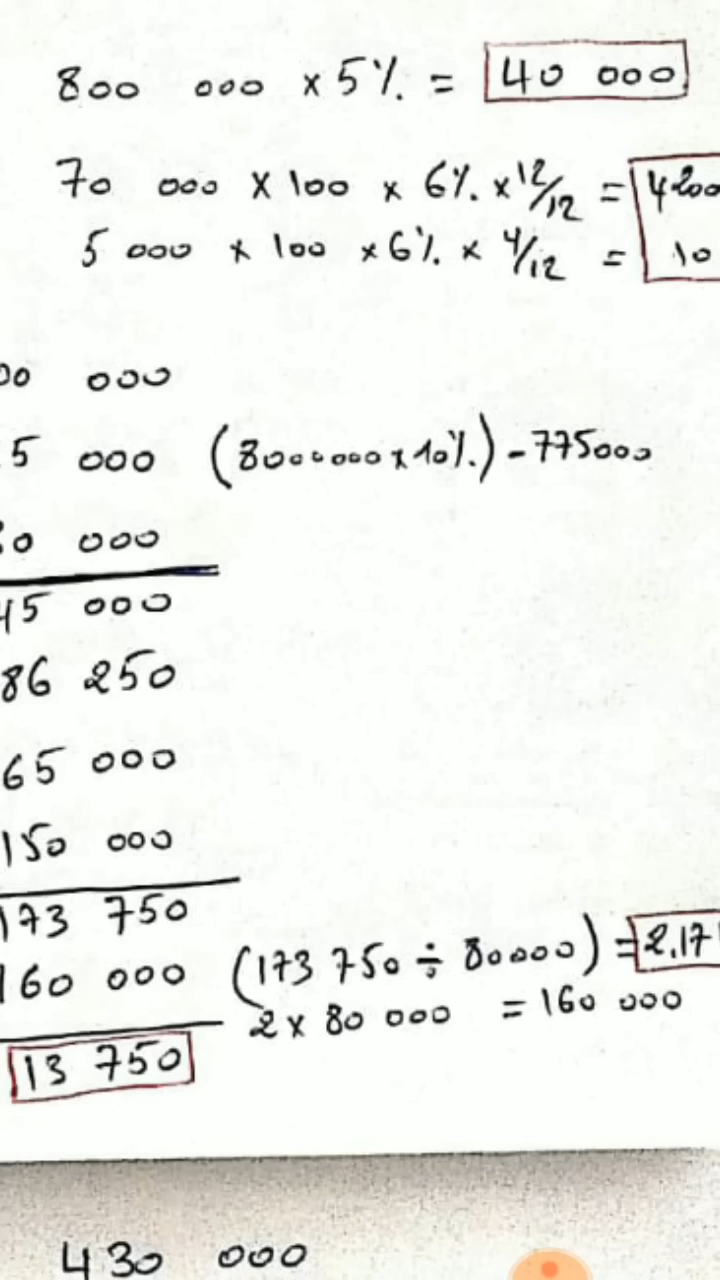 800 000 x 5% = 40 000
70 000 x 100 x 6% x 12/12 = 4200
5 000 x 100 x 6% x 4/12 = 10
00 000
5 000 (8000000 x 10%) - 775000
0 000
45 000
86 250
65 000
150 000
173 750
160 000 (173 750 ÷ 80000) = 2.17
2 x 80 000 = 160 000
13 750
430 000